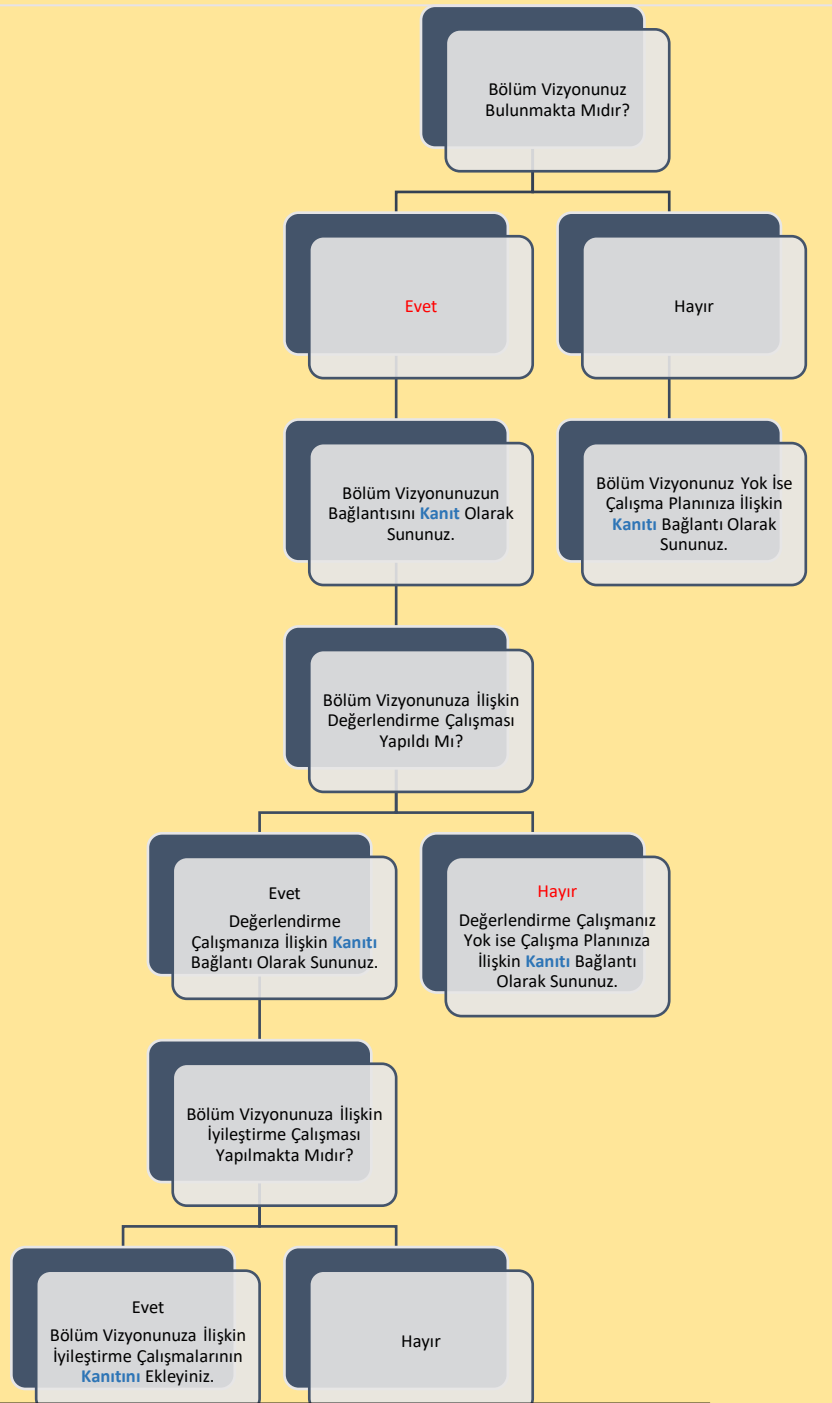 Bölüm Vizyonunuz
Bulunmakta Mıdır?
Evet
Hayır
Bölüm Vizyonunuzun
Bağlantısını Kanıt Olarak
Sununuz.
Bölüm Vizyonunuz Yok İse
Çalışma Planınıza İlişkin
Kanıtı Bağlantı Olarak
Sununuz.
Bölüm Vizyonunuza İlişkin
Değerlendirme Çalışması
Yapıldı Mı?
Evet
Değerlendirme
Çalışmanıza İlişkin Kanıtı
Bağlantı Olarak Sununuz.
Hayır
Değerlendirme Çalışmanız
Yok ise Çalışma Planınıza
İlişkin Kanıtı Bağlantı
Olarak Sununuz.
Bölüm Vizyonunuza İlişkin
İyileştirme Çalışması
Yapılmakta Mıdır?
Evet
Bölüm Vizyonunuza İlişkin
İyileştirme Çalışmalarının
Kanıtını Ekleyiniz.
Hayır